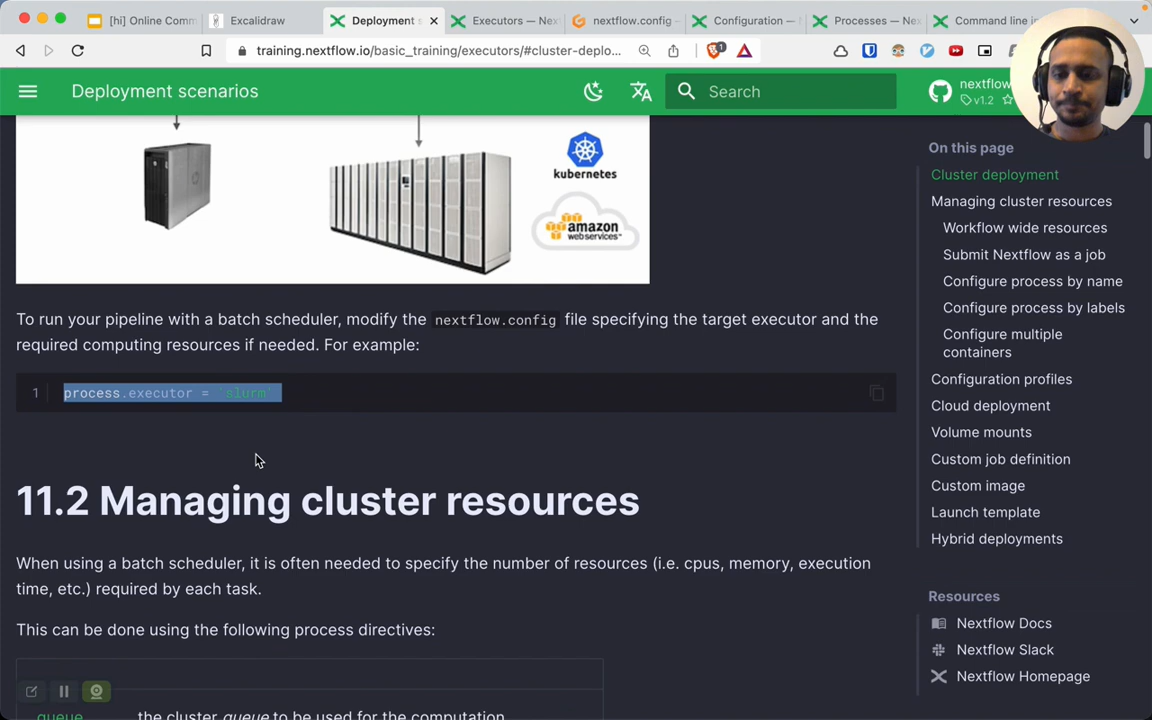 [hi] Online Comm
Excalidraw
Deployment s
Executors — Nex
nextflow.config -
Configuration —
Processes — Nex
Command line in
training.nextflow.io/basic_training/executors/#cluster-deplo...
1
Deployment scenarios
Search
nextflow
v1.2
kubernetes
amazon
web services™
To run your pipeline with a batch scheduler, modify the nextflow.config file specifying the target executor and the
required computing resources if needed. For example:
1 process.executor = 'slurm'
11.2 Managing cluster resources
When using a batch scheduler, it is often needed to specify the number of resources (i.e. cpus, memory, execution
time, etc.) required by each task.
This can be done using the following process directives:
queue the cluster queue to be used for the computation
On this page
Cluster deployment
Managing cluster resources
Workflow wide resources
Submit Nextflow as a job
Configure process by name
Configure process by labels
Configure multiple
containers
Configuration profiles
Cloud deployment
Volume mounts
Custom job definition
Custom image
Launch template
Hybrid deployments
Resources
Nextflow Docs
Nextflow Slack
Nextflow Homepage